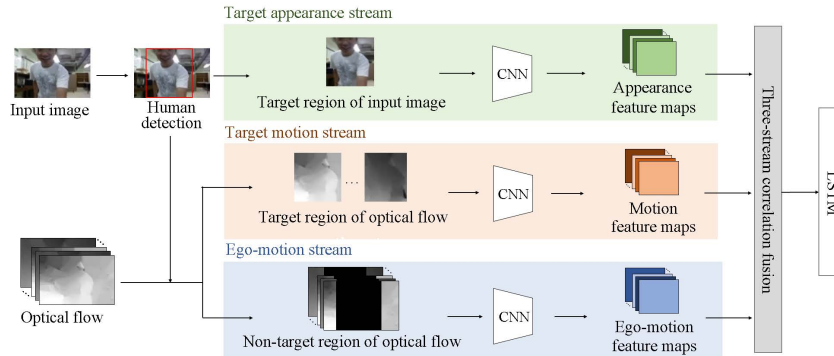 Target appearance stream
Input image
Human
detection
Target region of input image
CNN
Appearance
feature maps
Target motion stream
...
Target region of optical flow
CNN
Motion
feature maps
Ego-motion stream
Optical flow
Non-target region of optical flow
CNN
Ego-motion
feature maps
Three-stream correlation fusion
LSTM